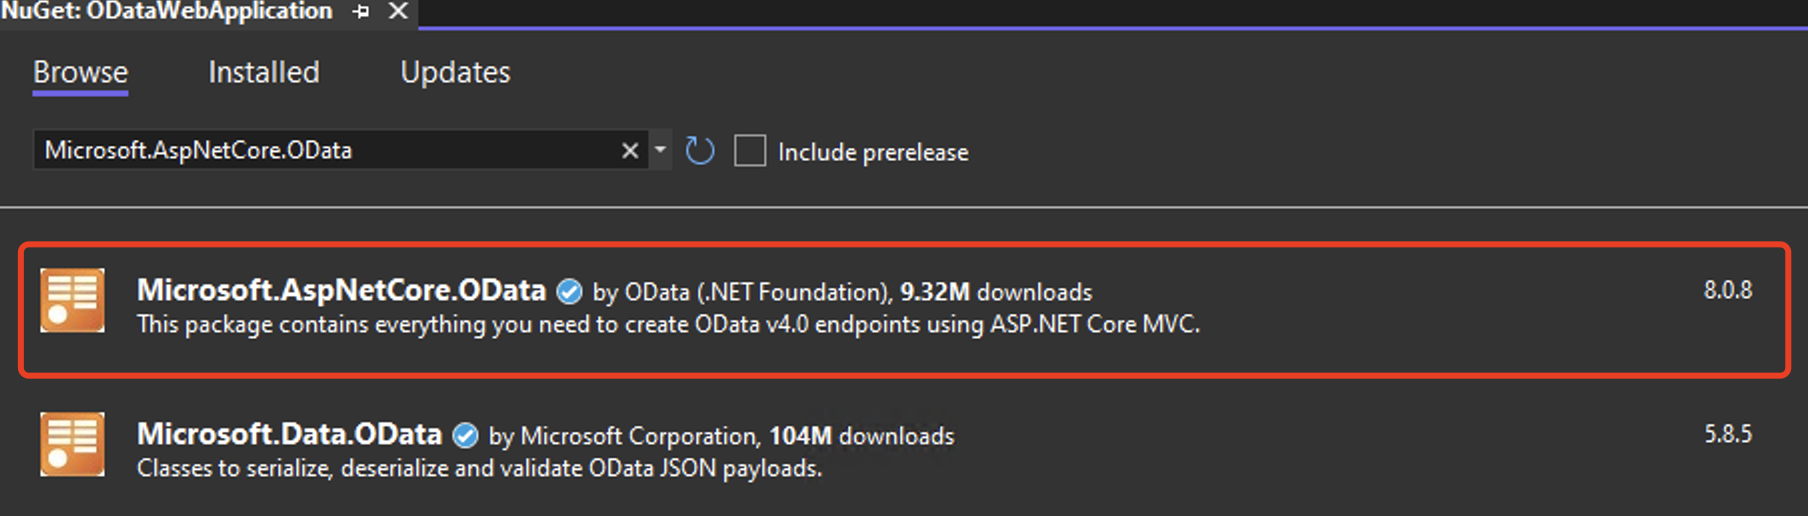 NuGet: ODataWebApplication
Browse Installed Updates
Microsoft.AspNetCore.OData Include prerelease
Microsoft.AspNetCore.OData by OData (.NET Foundation), 9.32M downloads 8.0.8
This package contains everything you need to create OData v4.0 endpoints using ASP.NET Core MVC.
Microsoft.Data.OData by Microsoft Corporation, 104M downloads 5.8.5
Classes to serialize, deserialize and validate OData JSON payloads.